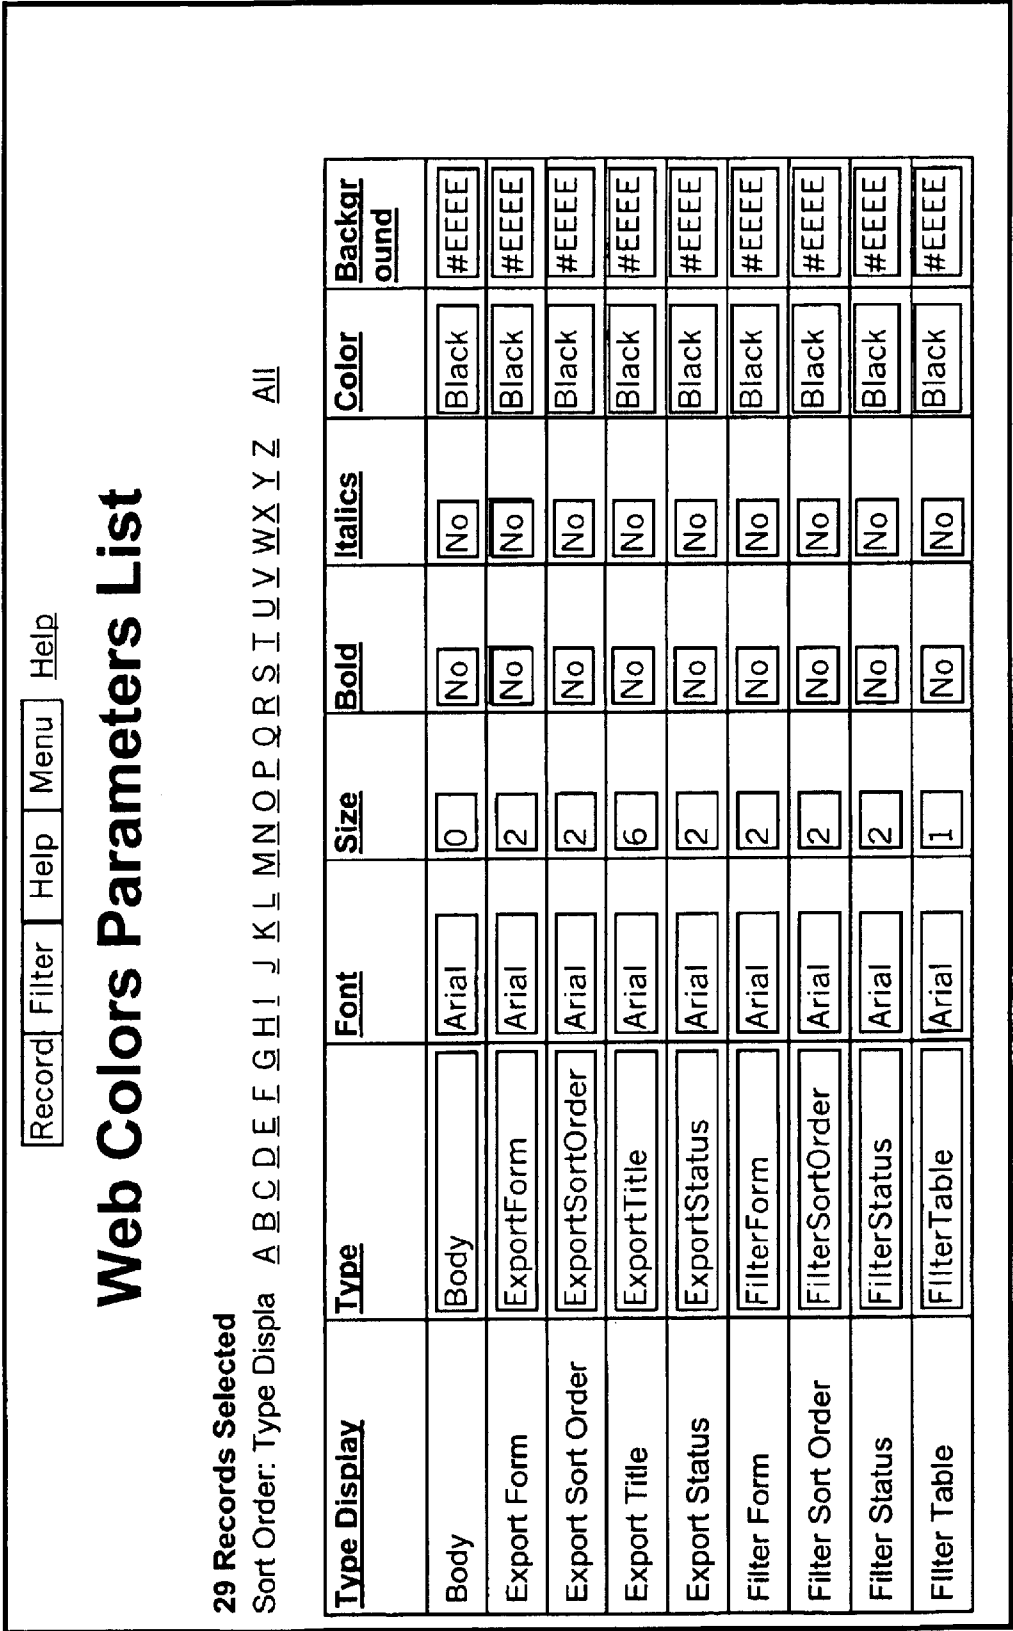 Record Filter Help Menu Help
Web Colors Parameters List
29 Records Selected
Sort Order: Type Displa A B C D E F G H I J K L M N O P Q R S T U V W X Y Z All
Type Display Type Font Size Bold Italics Color Backgr
ound
Body Body Arial 0 No No Black #EEEE
Export Form ExportForm Arial 2 No No Black #EEEE
Export Sort Order ExportSortOrder Arial 2 No No Black #EEEE
Export Title ExportTitle Arial 6 No No Black #EEEE
Export Status ExportStatus Arial 2 No No Black #EEEE
Filter Form FilterForm Arial 2 No No Black #EEEE
Filter Sort Order FilterSortOrder Arial 2 No No Black #EEEE
Filter Status FilterStatus Arial 2 No No Black #EEEE
Filter Table FilterTable Arial 1 No No Black #EEEE